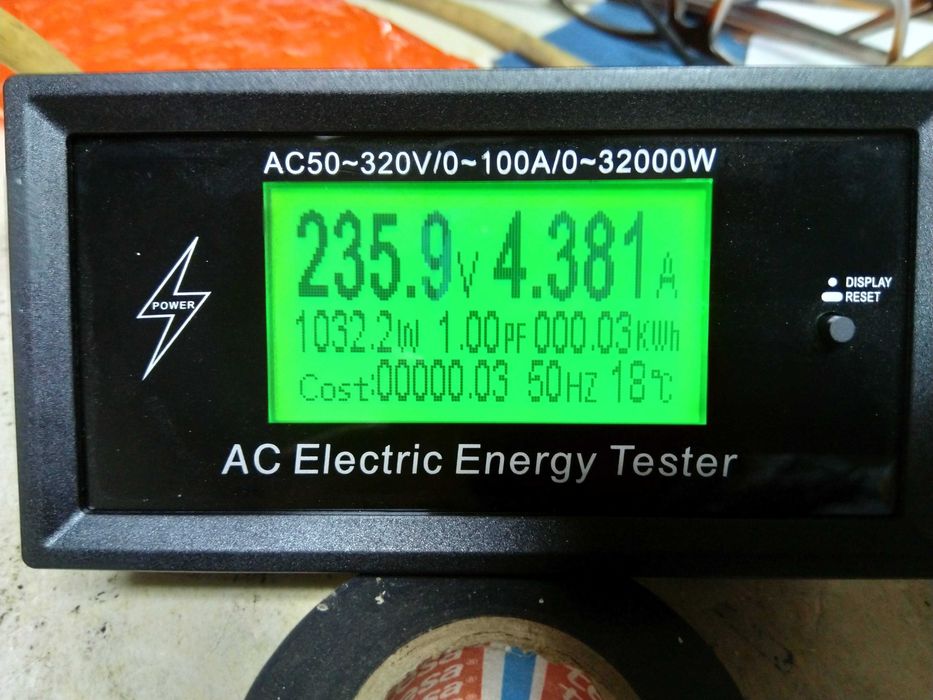 AC50~320V/0~100A/0~32000W
235.9V 4.381A
1032.2W 1.00PF 000.03KWh
Cost:00000.03 50HZ 18℃
POWER
DISPLAY
RESET
AC Electric Energy Tester